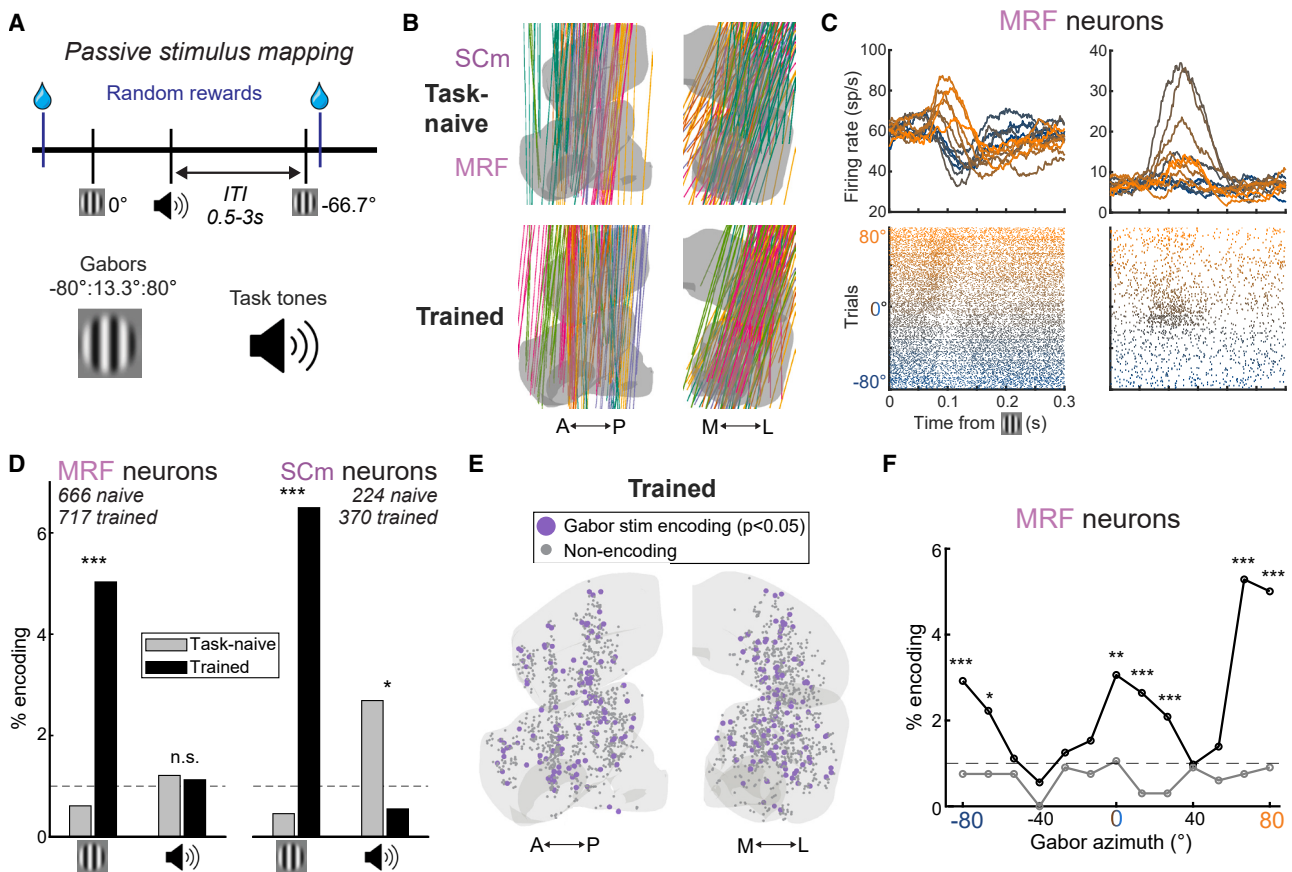 A
Passive stimulus mapping
Random rewards
0°
ITI
0.5-3s
-66.7°
Gabors
-80°:13.3°:80°
Task tones
B
SCm
Task-
naive
MRF
Trained
A P
M L
C
MRF neurons
Firing rate (sp/s)
100
80
60
40
20
40
30
20
10
0
Trials
80°
0°
-80°
0 0.1 0.2 0.3
Time from (s)
D
MRF neurons
666 naive
717 trained
SCm neurons
224 naive
370 trained
% encoding
6
4
2
0
***
n.s.
***
*
Task-naive
Trained
E
Trained
Gabor stim encoding (p<0.05)
Non-encoding
A P
M L
F
MRF neurons
% encoding
6
4
2
0
***
*
**
***
***
***
***
-80 -40 0 40 80
Gabor azimuth (°)